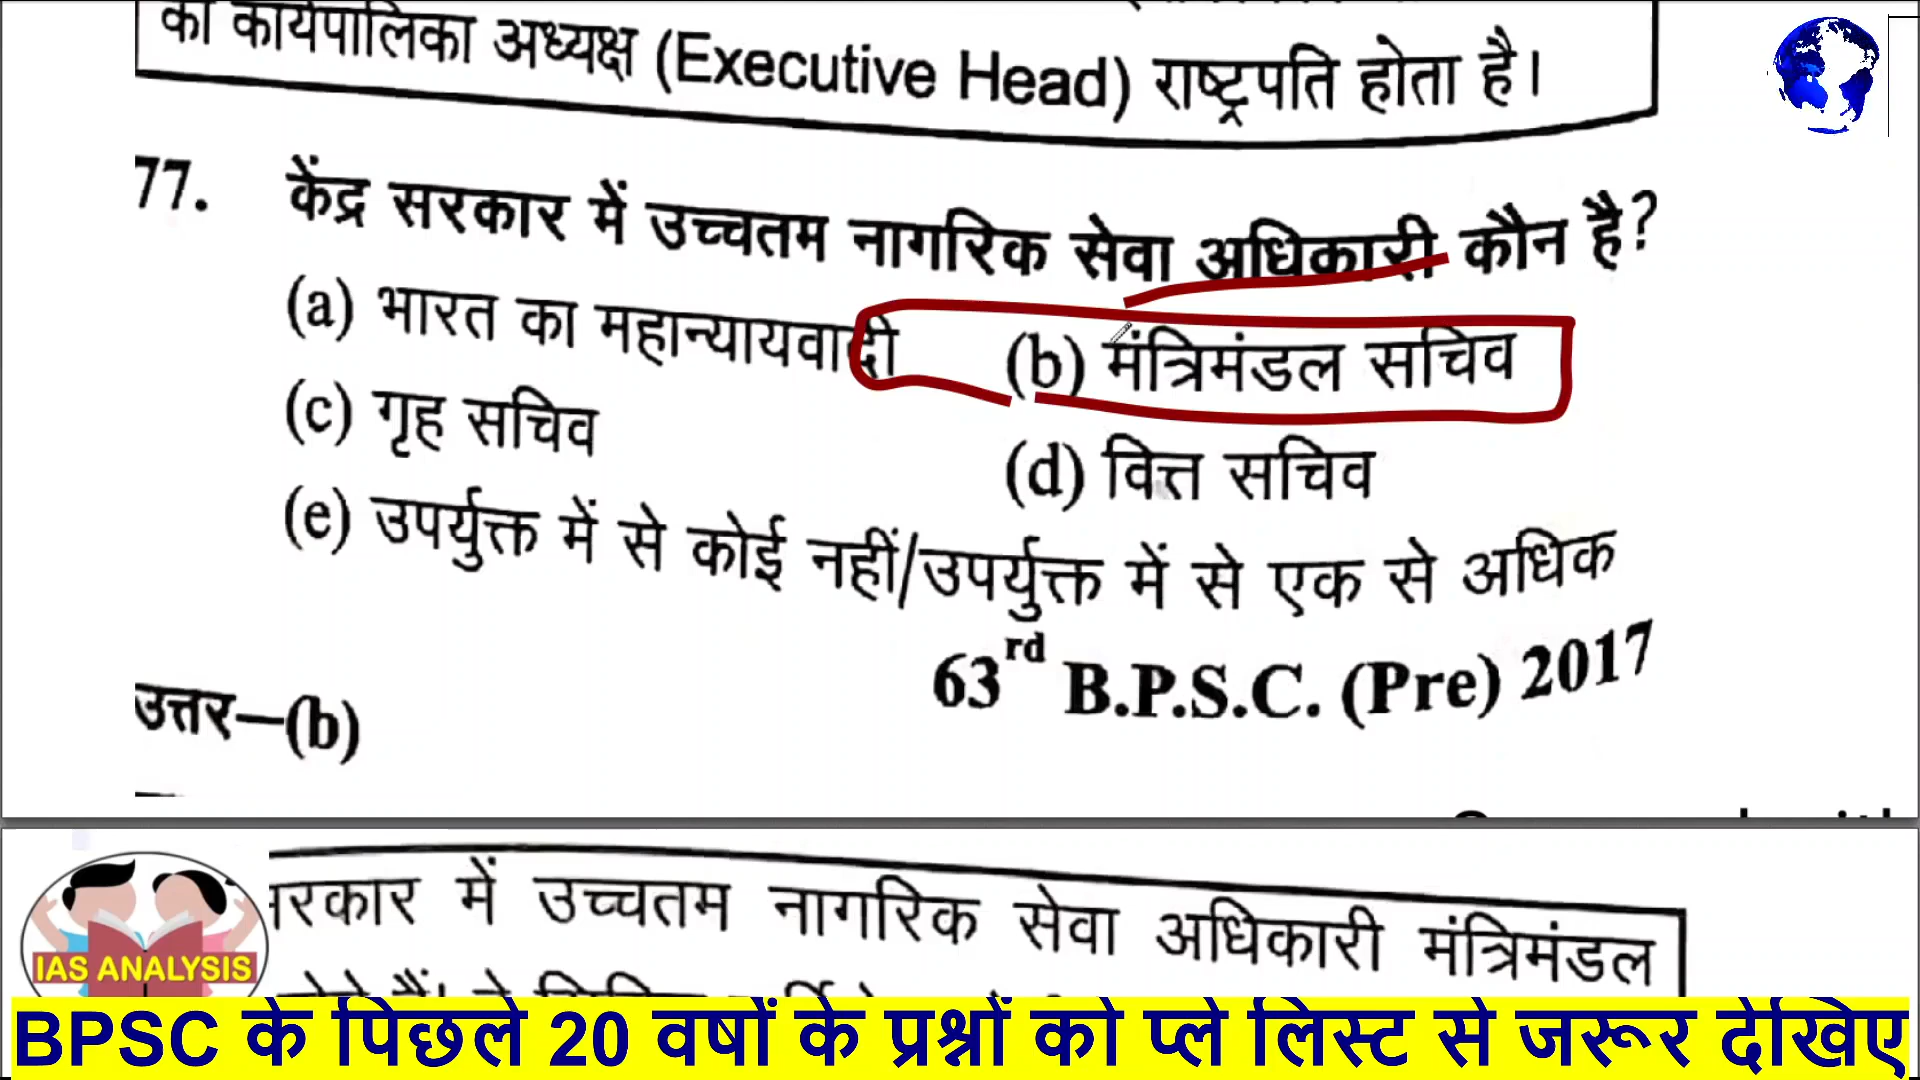 का कार्यपालिका अध्यक्ष (Executive Head) राष्ट्रपति होता है।
77. केंद्र सरकार में उच्चतम नागरिक सेवा अधिकारी कौन है?
(a) भारत का महान्यायवादी (b) मंत्रिमंडल सचिव
(c) गृह सचिव (d) वित्त सचिव
(e) उपर्युक्त में से कोई नहीं/उपर्युक्त में से एक से अधिक
63rd B.P.S.C. (Pre) 2017
उत्तर—(b)
में उच्चतम नागरिक सेवा अधिकारी मंत्रिमंडल
IAS ANALYSIS
BPSC के पिछले 20 वर्षों के प्रश्नों को प्ले लिस्ट से जरूर देखिए